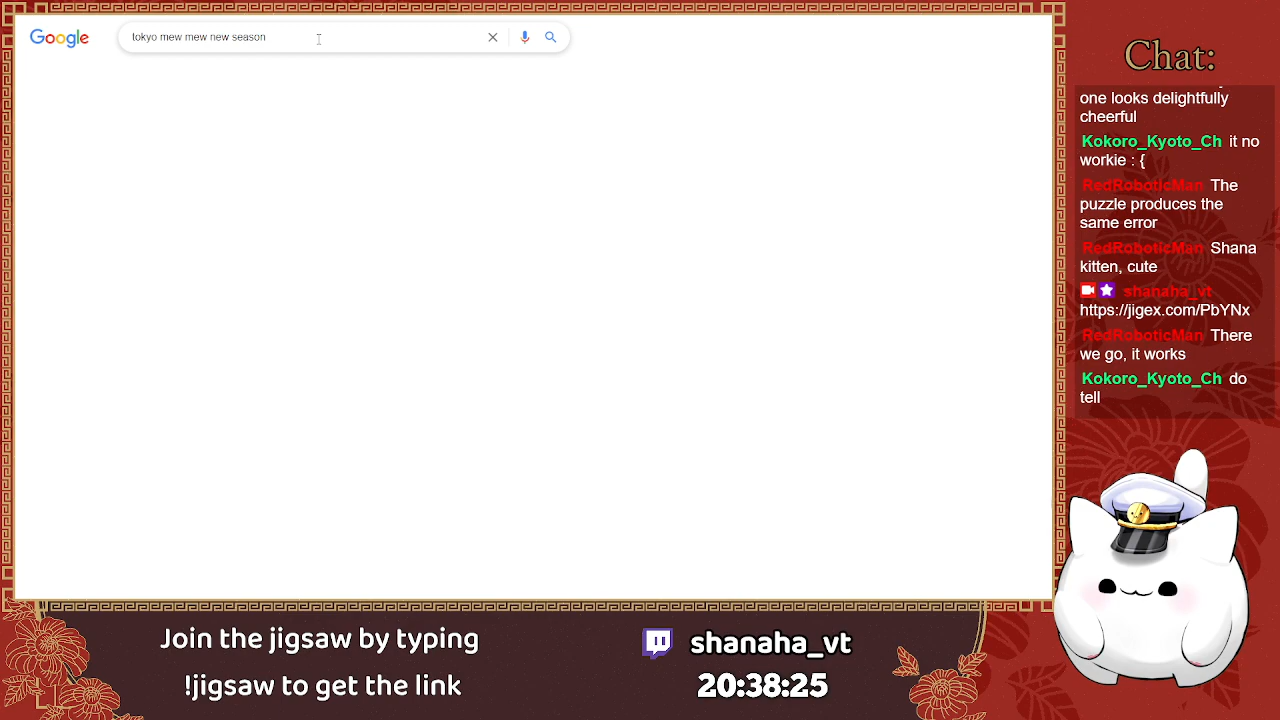 Google
tokyo mew mew new season
Chat:
one looks delightfully
cheerful
Kokoro_Kyoto_Ch it no
workie : {
RedRoboticMan The
puzzle produces the
same error
RedRoboticMan Shana
kitten, cute
shanaha_vt
https://jigex.com/PbYNx
RedRoboticMan There
we go, it works
Kokoro_Kyoto_Ch do
tell
Join the jigsaw by typing
!jigsaw to get the link
shanaha_vt
20:38:25